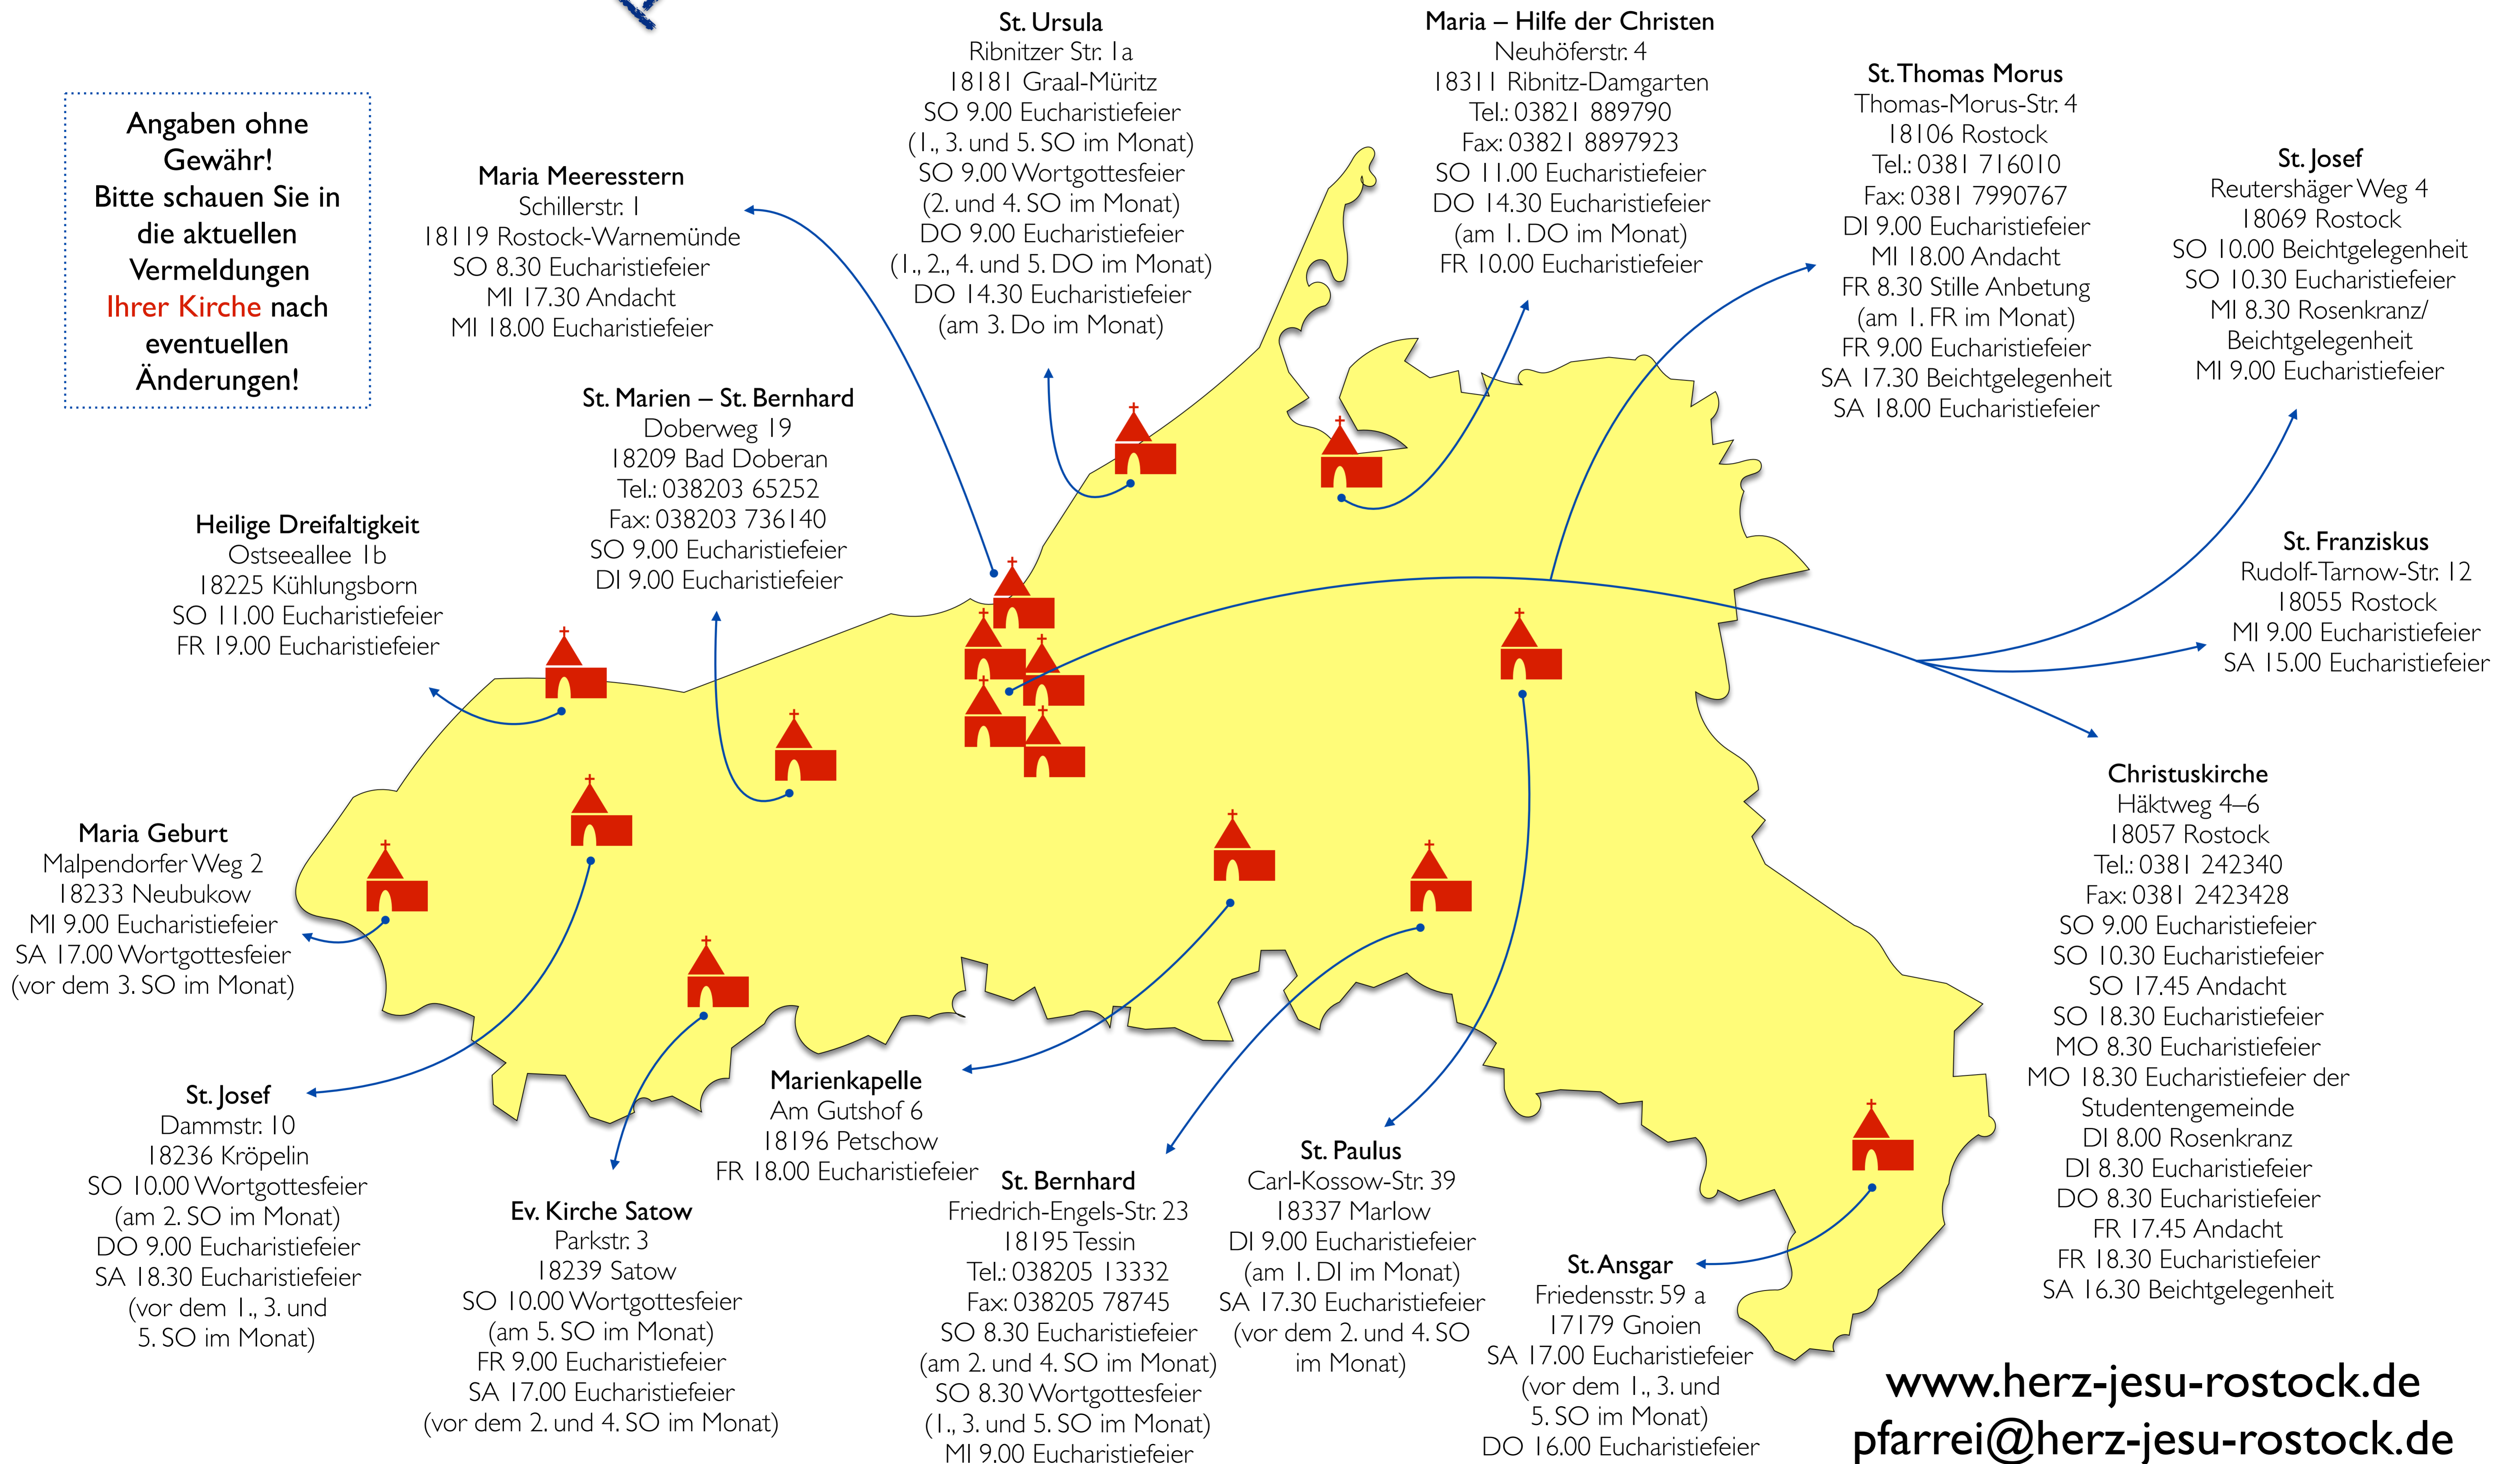 Angaben ohne
Gewähr!
Bitte schauen Sie in
die aktuellen
Vermeldungen
Ihrer Kirche nach
eventuellen
Änderungen!
Maria Meeresstern
Schillerstr. 1
18119 Rostock-Warnemünde
SO 8.30 Eucharistiefeier
MI 17.30 Andacht
MI 18.00 Eucharistiefeier
St. Ursula
Ribnitzer Str. 1a
18181 Graal-Müritz
SO 9.00 Eucharistiefeier
(1., 3. und 5. SO im Monat)
SO 9.00 Wortgottesfeier
(2. und 4. SO im Monat)
DO 9.00 Eucharistiefeier
(1., 2., 4. und 5. DO im Monat)
DO 14.30 Eucharistiefeier
(am 3. Do im Monat)
Maria – Hilfe der Christen
Neuhöferstr. 4
18311 Ribnitz-Damgarten
Tel.: 03821 889790
Fax: 03821 8897923
SO 11.00 Eucharistiefeier
DO 14.30 Eucharistiefeier
(am 1. DO im Monat)
FR 10.00 Eucharistiefeier
St. Thomas Morus
Thomas-Morus-Str. 4
18106 Rostock
Tel.: 0381 716010
Fax: 0381 7990767
DI 9.00 Eucharistiefeier
MI 18.00 Andacht
FR 8.30 Stille Anbetung
(am 1. FR im Monat)
FR 9.00 Eucharistiefeier
SA 17.30 Beichtgelegenheit
SA 18.00 Eucharistiefeier
St. Josef
Reutershäger Weg 4
18069 Rostock
SO 10.00 Beichtgelegenheit
SO 10.30 Eucharistiefeier
MI 8.30 Rosenkranz/
Beichtgelegenheit
MI 9.00 Eucharistiefeier
St. Marien – St. Bernhard
Doberweg 19
18209 Bad Doberan
Tel.: 038203 65252
Fax: 038203 736140
SO 9.00 Eucharistiefeier
DI 9.00 Eucharistiefeier
Heilige Dreifaltigkeit
Ostseeallee 1b
18225 Kühlungsborn
SO 11.00 Eucharistiefeier
FR 19.00 Eucharistiefeier
St. Franziskus
Rudolf-Tarnow-Str. 12
18055 Rostock
MI 9.00 Eucharistiefeier
SA 15.00 Eucharistiefeier
Maria Geburt
Malpendorfer Weg 2
18233 Neubukow
MI 9.00 Eucharistiefeier
SA 17.00 Wortgottesfeier
(vor dem 3. SO im Monat)
Christuskirche
Häktweg 4–6
18057 Rostock
Tel.: 0381 242340
Fax: 0381 2423428
SO 9.00 Eucharistiefeier
SO 10.30 Eucharistiefeier
SO 17.45 Andacht
SO 18.30 Eucharistiefeier
MO 8.30 Eucharistiefeier
MO 18.30 Eucharistiefeier der
Studentengemeinde
DI 8.00 Rosenkranz
DI 8.30 Eucharistiefeier
DO 8.30 Eucharistiefeier
FR 17.45 Andacht
FR 18.30 Eucharistiefeier
SA 16.30 Beichtgelegenheit
St. Josef
Dammstr. 10
18236 Kröpelin
SO 10.00 Wortgottesfeier
(am 2. SO im Monat)
DO 9.00 Eucharistiefeier
SA 18.30 Eucharistiefeier
(vor dem 1., 3. und
5. SO im Monat)
Ev. Kirche Satow
Parkstr. 3
18239 Satow
SO 10.00 Wortgottesfeier
(am 5. SO im Monat)
FR 9.00 Eucharistiefeier
SA 17.00 Eucharistiefeier
(vor dem 2. und 4. SO im Monat)
Marienkapelle
Am Gutshof 6
18196 Petschow
FR 18.00 Eucharistiefeier
St. Bernhard
Friedrich-Engels-Str. 23
18195 Tessin
Tel.: 038205 13332
Fax: 038205 78745
SO 8.30 Eucharistiefeier
(am 2. und 4. SO im Monat)
SO 8.30 Wortgottesfeier
(1., 3. und 5. SO im Monat)
MI 9.00 Eucharistiefeier
St. Paulus
Carl-Kossow-Str. 39
18337 Marlow
DI 9.00 Eucharistiefeier
(am 1. DI im Monat)
SA 17.30 Eucharistiefeier
(vor dem 2. und 4. SO
im Monat)
St. Ansgar
Friedensstr. 59 a
17179 Gnoien
SA 17.00 Eucharistiefeier
(vor dem 1., 3. und
5. SO im Monat)
DO 16.00 Eucharistiefeier
www.herz-jesu-rostock.de
pfarrei@herz-jesu-rostock.de